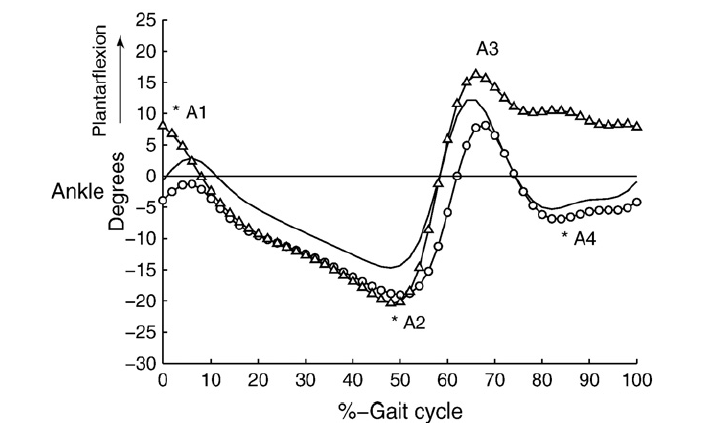 Plantarflexion
Ankle
Degrees
25
20
15
10
5
0
−5
−10
−15
−20
−25
−30
* A1
A3
* A2
* A4
0 10 20 30 40 50 60 70 80 90 100
%−Gait cycle